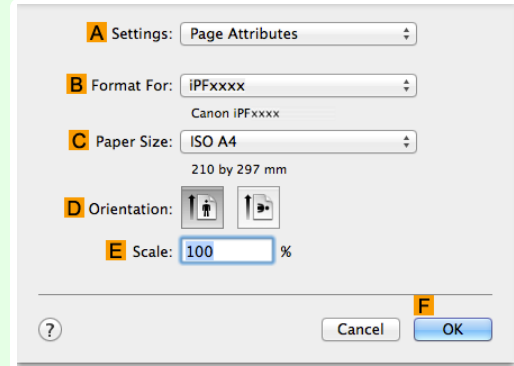 A Settings: Page Attributes
B Format For: iPFxxxx
Canon iPFxxxx
C Paper Size: ISO A4
210 by 297 mm
D Orientation:
E Scale: 100 %
F
? Cancel OK